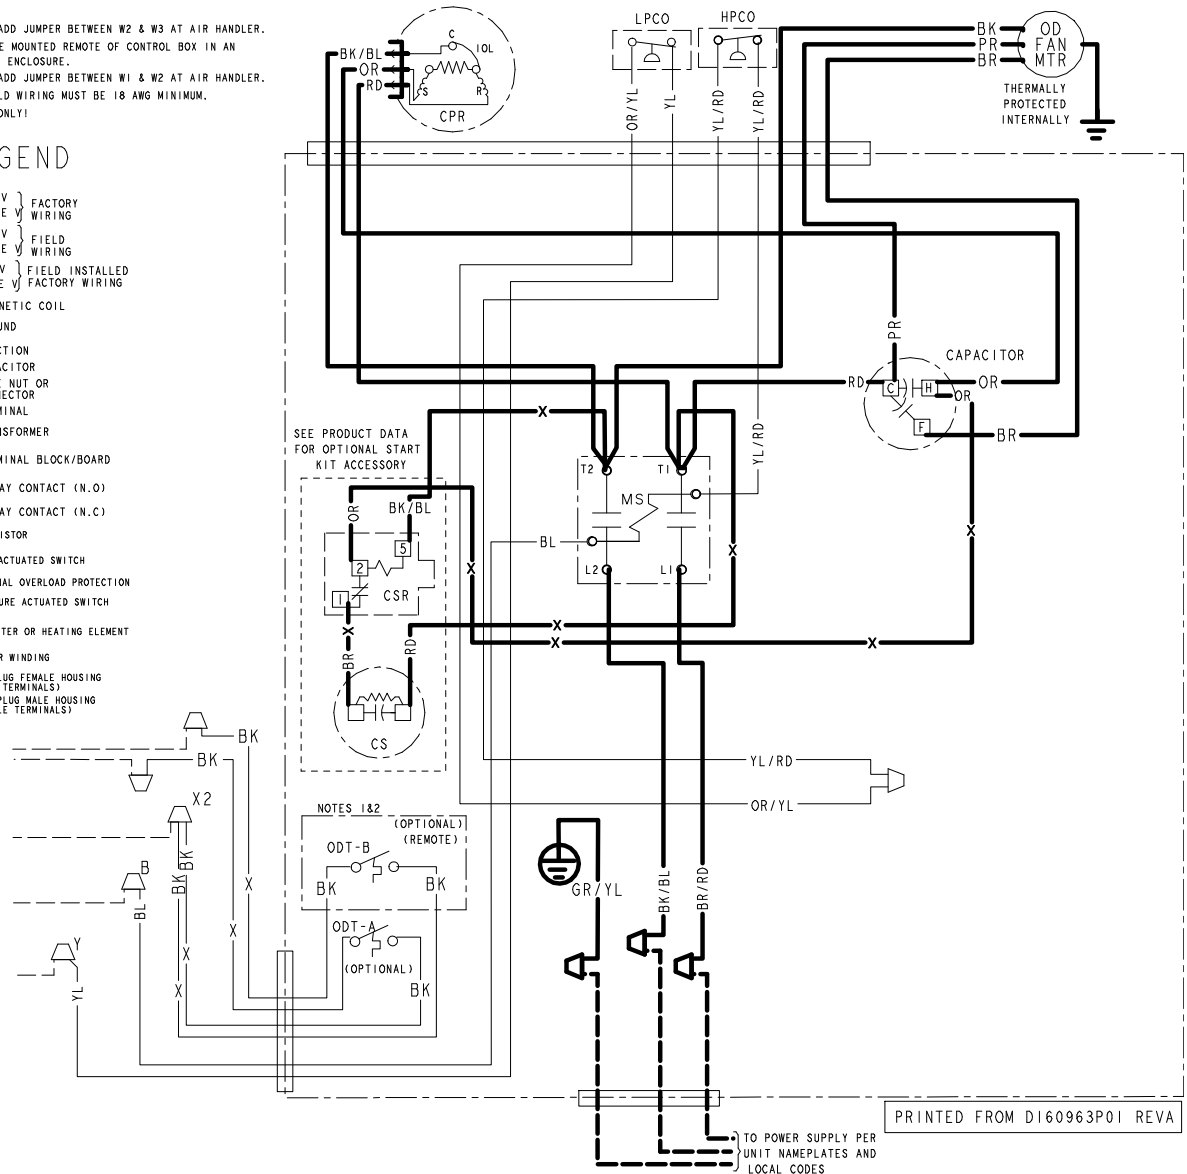 ADD JUMPER BETWEEN W2 & W3 AT AIR HANDLER.
E MOUNTED REMOTE OF CONTROL BOX IN AN
ENCLOSURE.
ADD JUMPER BETWEEN W1 & W2 AT AIR HANDLER.
LD WIRING MUST BE 18 AWG MINIMUM.
ONLY!
GEND
V
E V
FACTORY
WIRING
V
E V
FIELD
WIRING
V
E V
FIELD INSTALLED
FACTORY WIRING
NETIC COIL
UND
CTION
ACITOR
E NUT OR
NECTOR
MINAL
NSFORMER
MINAL BLOCK/BOARD
AY CONTACT (N.O)
AY CONTACT (N.C)
ISTOR
ACTUATED SWITCH
NAL OVERLOAD PROTECTION
URE ACTUATED SWITCH
TER OR HEATING ELEMENT
R WINDING
LUG FEMALE HOUSING
TERMINALS)
PLUG MALE HOUSING
LE TERMINALS)
BK/BL
OR
RD
C
IOL
S
R
CPR
LPCO
HPCO
OR/YL
YL
YL/RD
YL/RD
BK
PR
BR
OD
FAN
MTR
THERMALLY
PROTECTED
INTERNALLY
PR
CAPACITOR
RD
C
H
OR
OR
F
BR
X
YL/RD
SEE PRODUCT DATA
FOR OPTIONAL START
KIT ACCESSORY
OR
BK/BL
5
2
1
CSR
X
X
BR
RD
CS
T2
T1
MS
BL
L2
L1
X
X
X
X
X
YL/RD
OR/YL
BK
BK
X2
BK
BK
B
BL
Y
YL
X
X
X
X
NOTES 1&2
(OPTIONAL)
(REMOTE)
ODT-B
BK
BK
ODT-A
(OPTIONAL)
BK
GR/YL
BK/BL
BR/RD
PRINTED FROM D160963P01 REVA
TO POWER SUPPLY PER
UNIT NAMEPLATES AND
LOCAL CODES